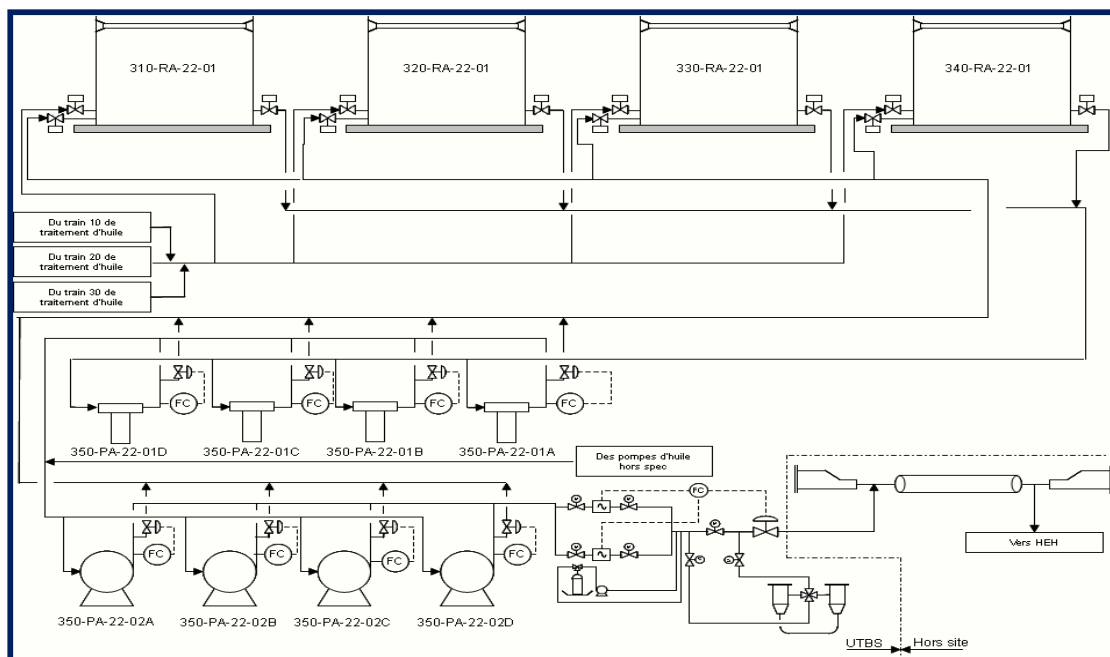 310-RA-22-01
320-RA-22-01
330-RA-22-01
340-RA-22-01
Du train 10 de
traitement d'huile
Du train 20 de
traitement d'huile
Du train 30 de
traitement d'huile
FC
FC
FC
FC
350-PA-22-01D
350-PA-22-01C
350-PA-22-01B
350-PA-22-01A
Des pompes d'huile
hors spec
FC
FC
FC
FC
FC
Vers HEH
350-PA-22-02A
350-PA-22-02B
350-PA-22-02C
350-PA-22-02D
UTBS
Hors site